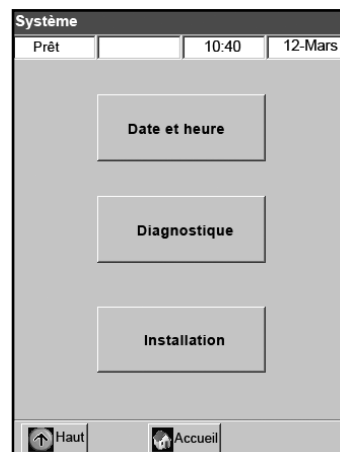 Système
Prêt 10:40 12-Mars
Date et heure
Diagnostique
Installation
Haut Accueil